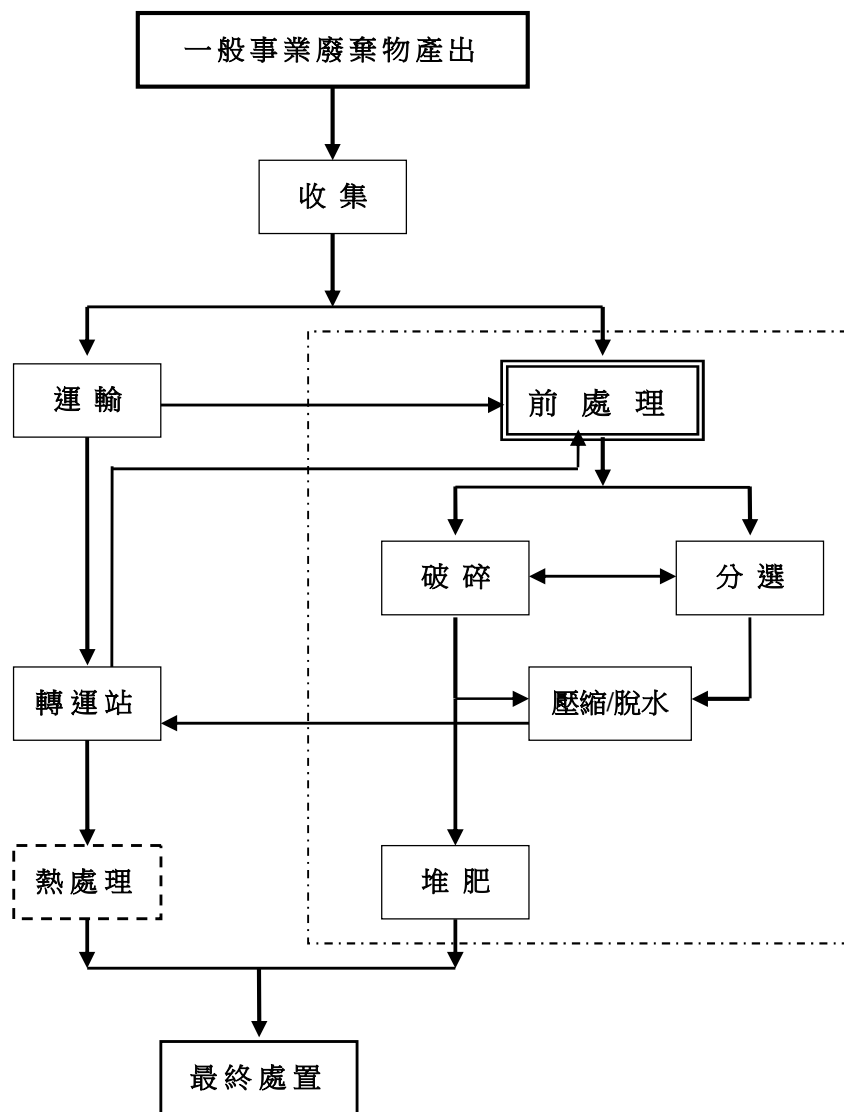 一般事業廢棄物產出
收集
運輸
前處理
破碎
分選
轉運站
壓縮/脫水
熱處理
堆肥
最終處置